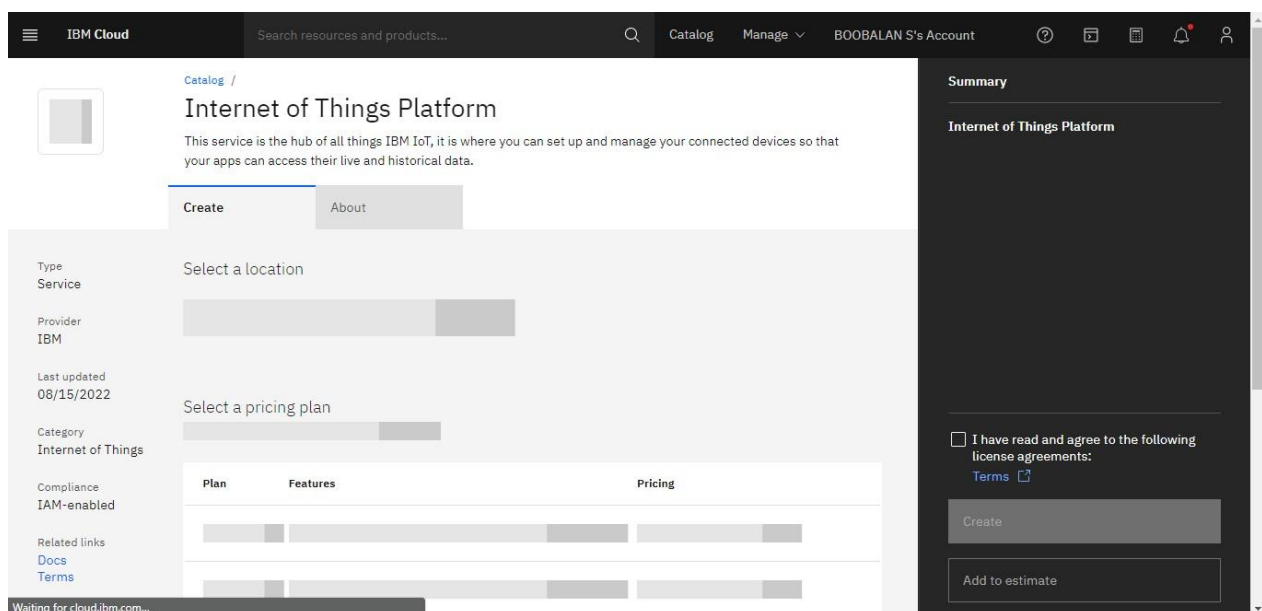 IBM Cloud
Search resources and products...
Catalog
Manage
BOOBALAN S's Account
Catalog /
Internet of Things Platform
This service is the hub of all things IBM IoT, it is where you can set up and manage your connected devices so that
your apps can access their live and historical data.
Create
About
Type
Service
Provider
IBM
Last updated
08/15/2022
Category
Internet of Things
Compliance
IAM-enabled
Related links
Docs
Terms
Select a location
Select a pricing plan
Plan Features Pricing
Summary
Internet of Things Platform
I have read and agree to the following
license agreements:
Terms
Create
Add to estimate
Waiting for cloud.ibm.com...